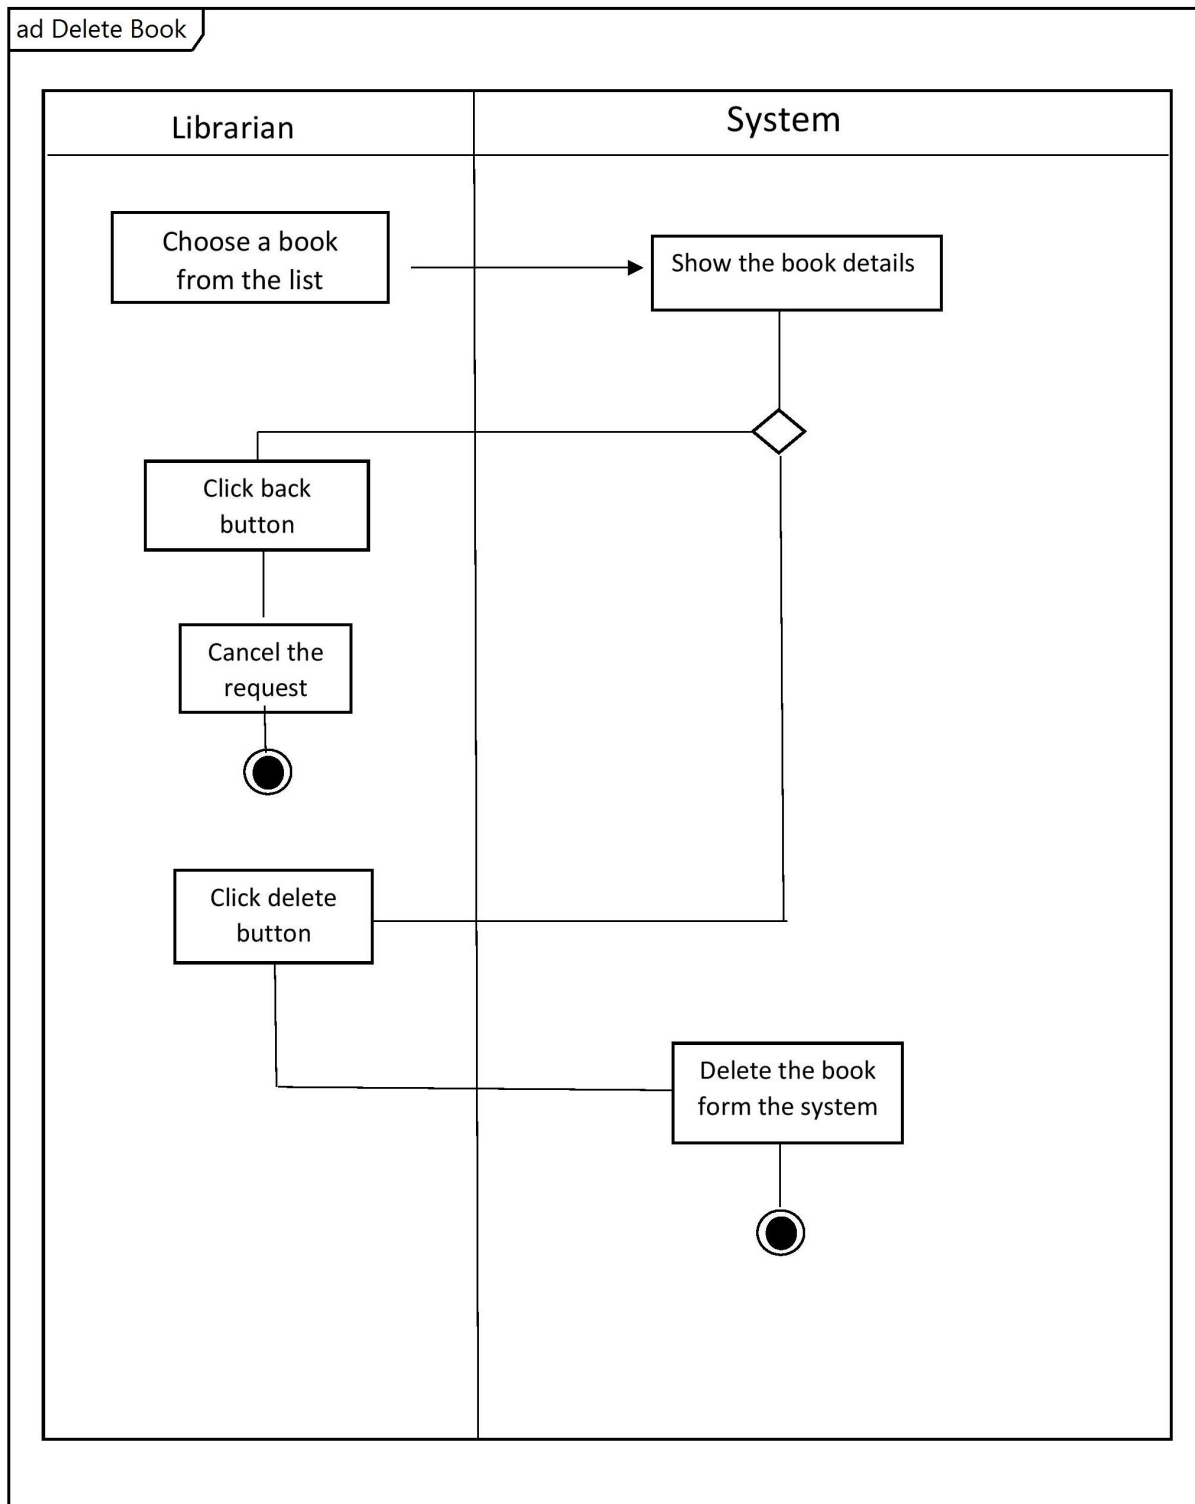 ad Delete Book
Librarian
System
Choose a book
from the list
Show the book details
Click back
button
Cancel the
request
Click delete
button
Delete the book
form the system